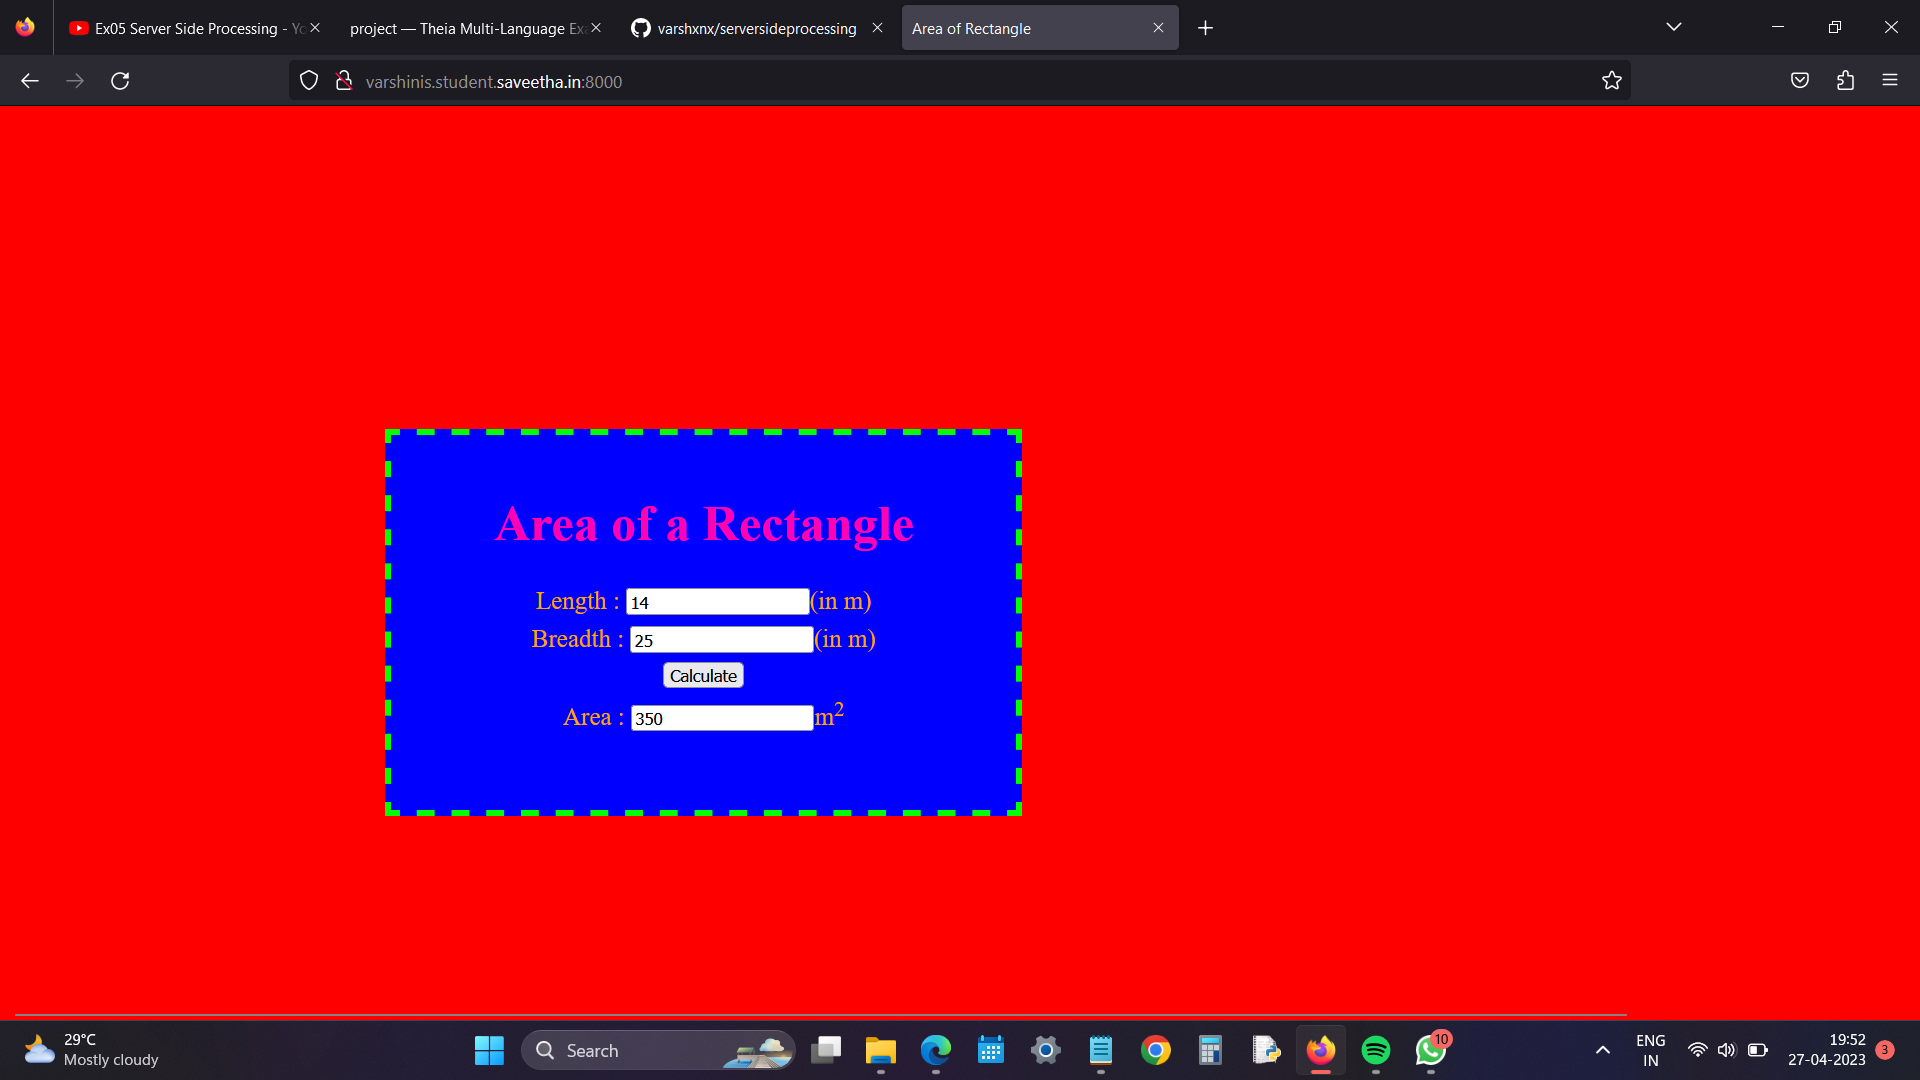 Ex05 Server Side Processing - Yo
project — Theia Multi-Language Exa
varshxnx/serversideprocessing
Area of Rectangle
varshinis.student.saveetha.in:8000
Area of a Rectangle
Length : 14 (in m)
Breadth : 25 (in m)
Calculate
Area : 350 m²
29°C
Mostly cloudy
Search
10
ENG
IN
19:52
27-04-2023
3